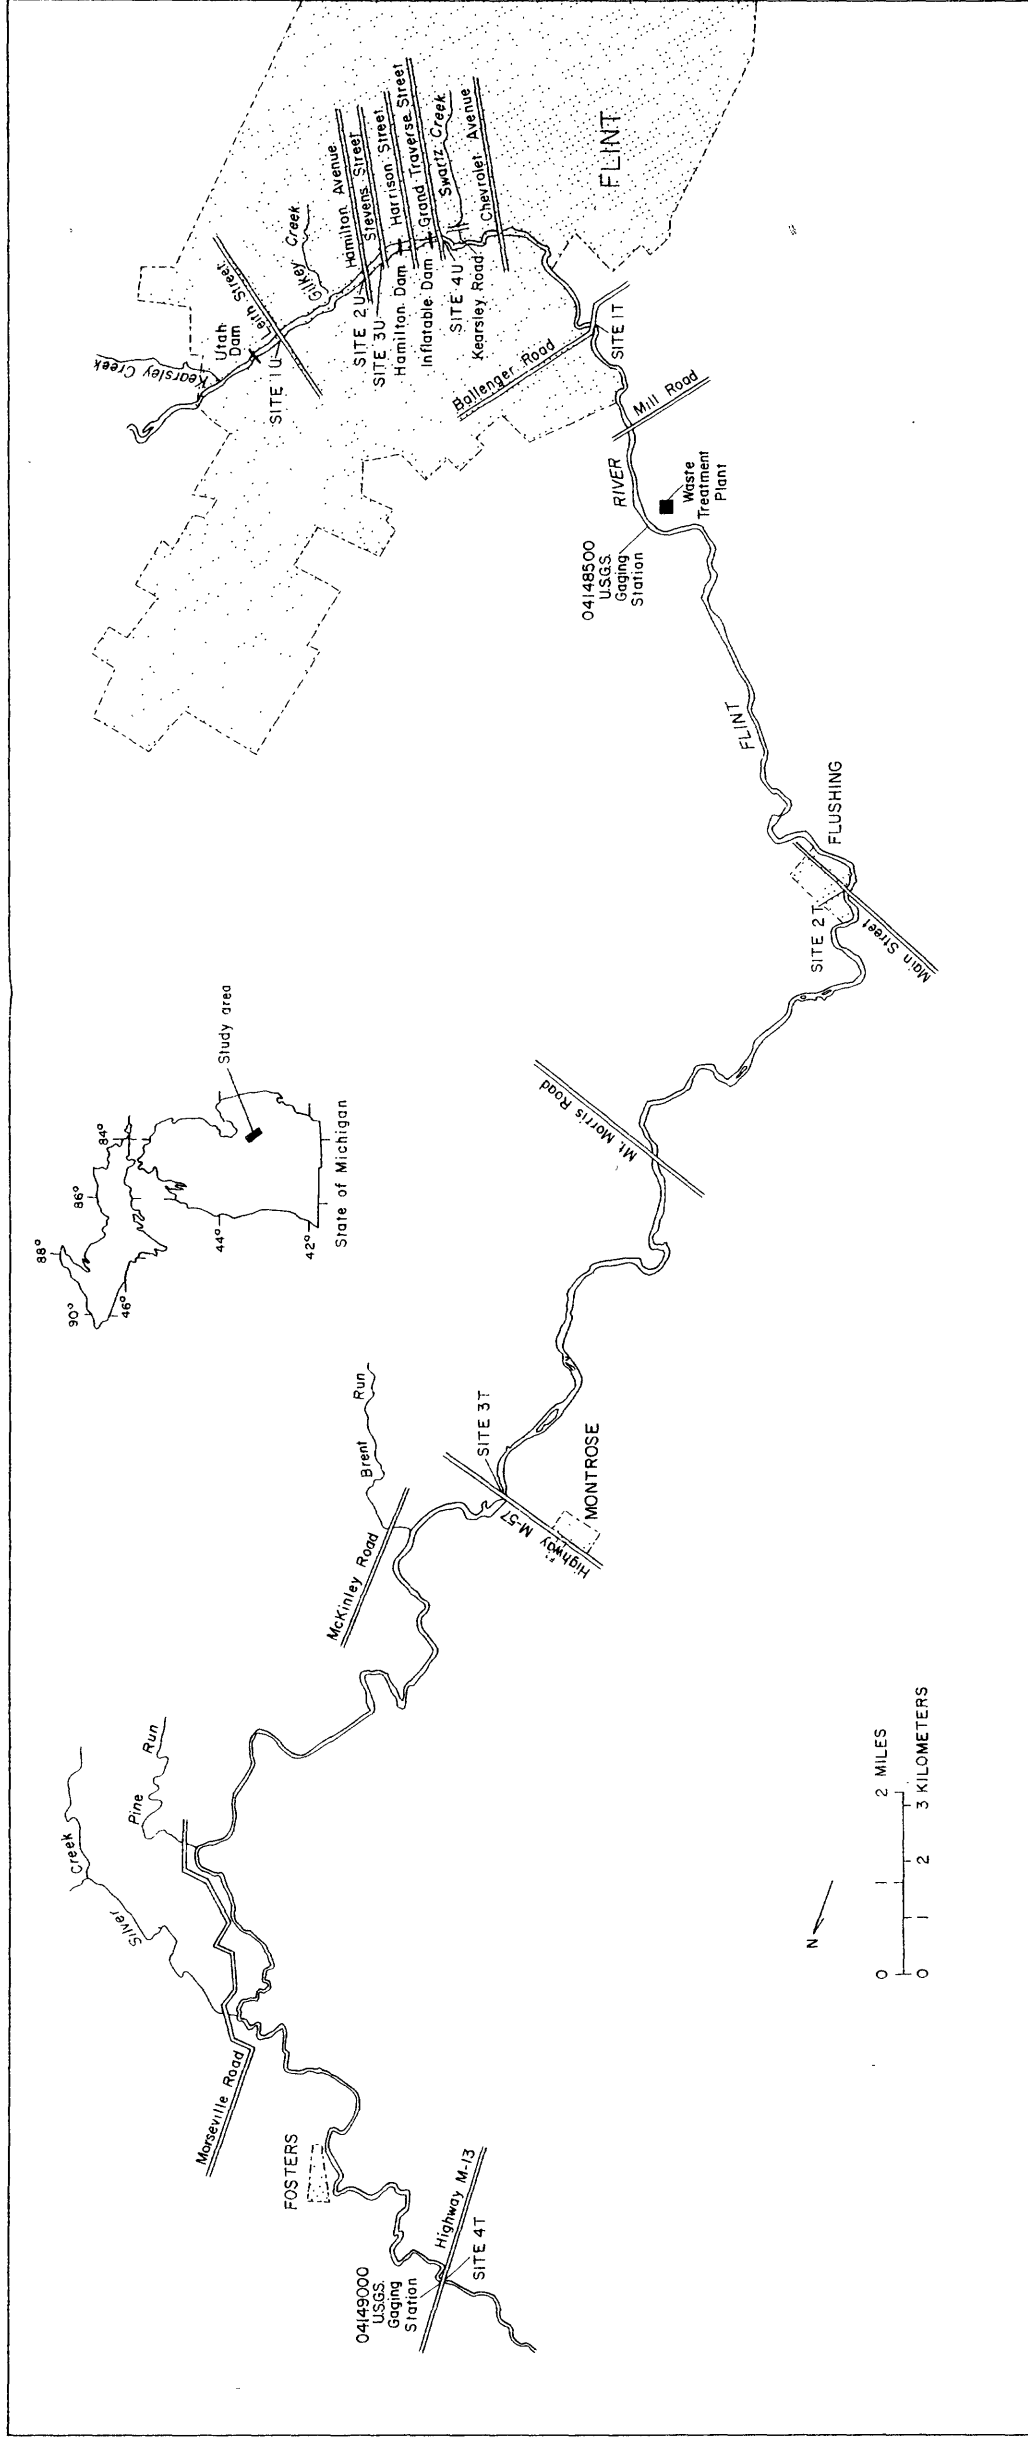 FLINT
Kearsley Creek
Utah
Dam
Leith Street
SITE 1U
Gilkey Creek
Hamilton Avenue
SITE 2U
Stevens Street
SITE 3U
Harrison Street
Hamilton Dam
Grand Traverse Street
Inflatable Dam
Swartz Creek
SITE 4U
Kearsley Road
Chevrolet Avenue
Ballenger Road
SITE 1T
Mill Road
FLINT RIVER
Waste
Treatment
Plant
04148500
U.S.G.S.
Gaging
Station
FLUSHING
SITE 2T
Main Street
Mt. Morris Road
Study area
State of Michigan
90°
88°
86°
84°
46°
44°
42°
SITE 3T
MONTROSE
Highway M-57
Brent Run
McKinley Road
Pine Run
Silver Creek
Morseville Road
FOSTERS
Highway M-13
SITE 4T
04149000
U.S.G.S.
Gaging
Station
N
0 1 2 MILES
0 1 2 3 KILOMETERS